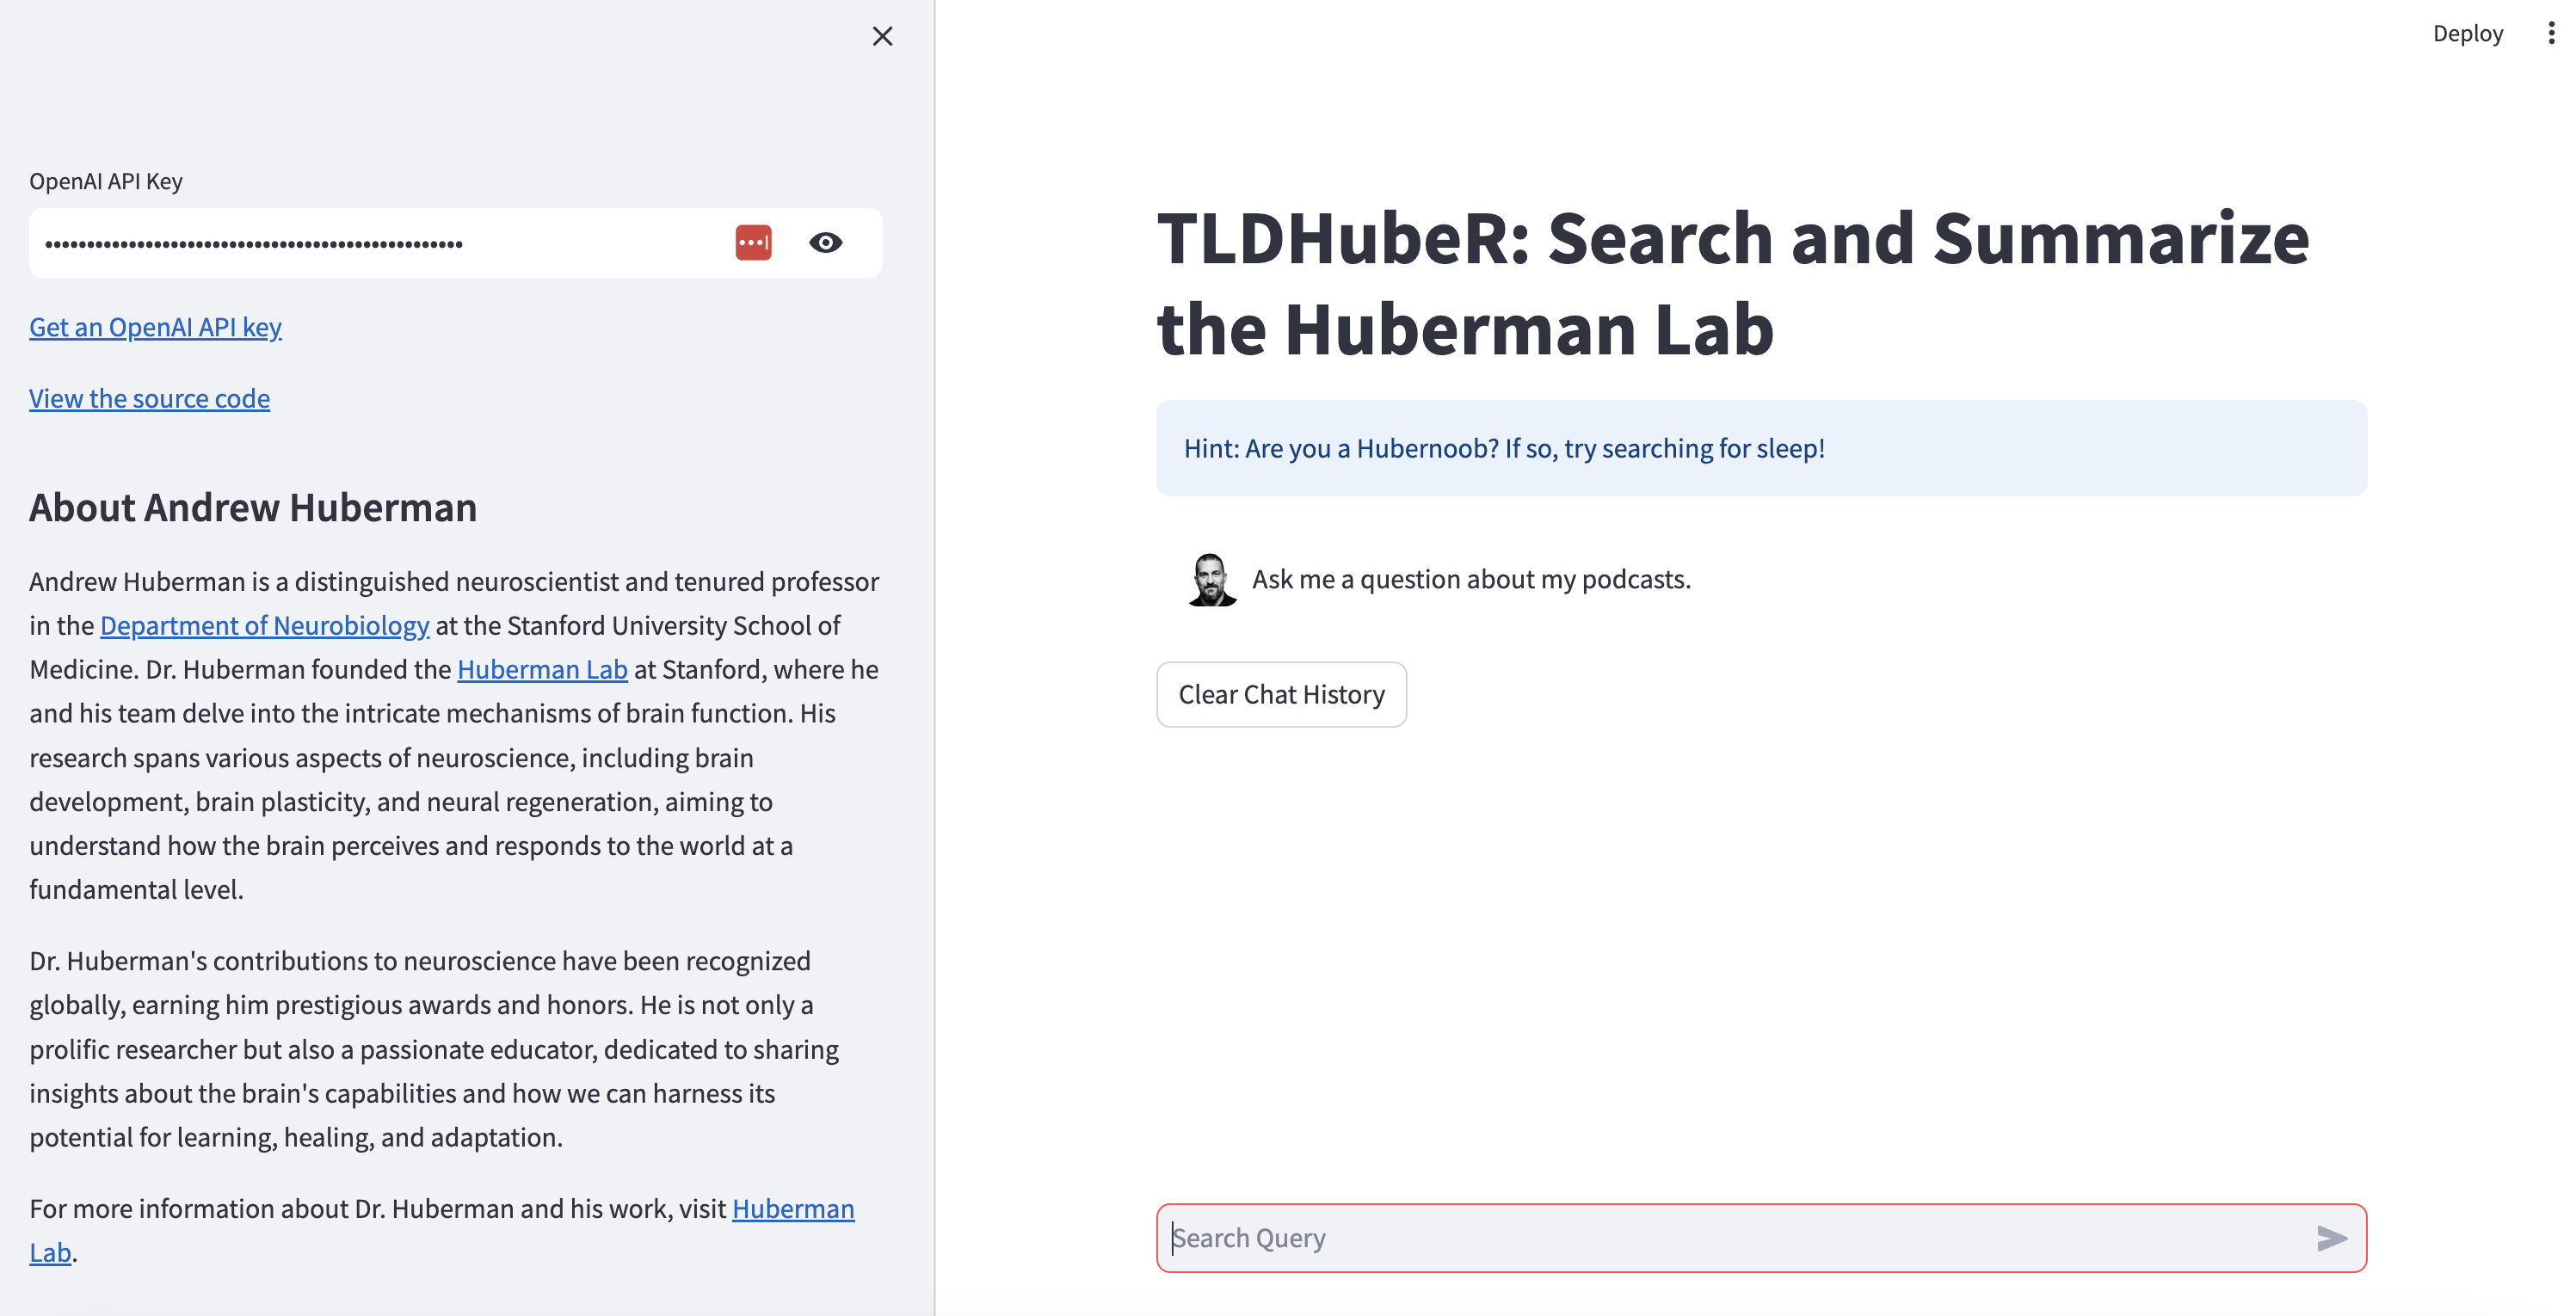 OpenAI API Key
••••••••••••••••••••••••••••••••••••••••••••••••••
Get an OpenAI API key
View the source code
About Andrew Huberman
Andrew Huberman is a distinguished neuroscientist and tenured professor
in the Department of Neurobiology at the Stanford University School of
Medicine. Dr. Huberman founded the Huberman Lab at Stanford, where he
and his team delve into the intricate mechanisms of brain function. His
research spans various aspects of neuroscience, including brain
development, brain plasticity, and neural regeneration, aiming to
understand how the brain perceives and responds to the world at a
fundamental level.
Dr. Huberman's contributions to neuroscience have been recognized
globally, earning him prestigious awards and honors. He is not only a
prolific researcher but also a passionate educator, dedicated to sharing
insights about the brain's capabilities and how we can harness its
potential for learning, healing, and adaptation.
For more information about Dr. Huberman and his work, visit Huberman
Lab.
Deploy
TLDHubeR: Search and Summarize
the Huberman Lab
Hint: Are you a Hubernoob? If so, try searching for sleep!
Ask me a question about my podcasts.
Clear Chat History
Search Query